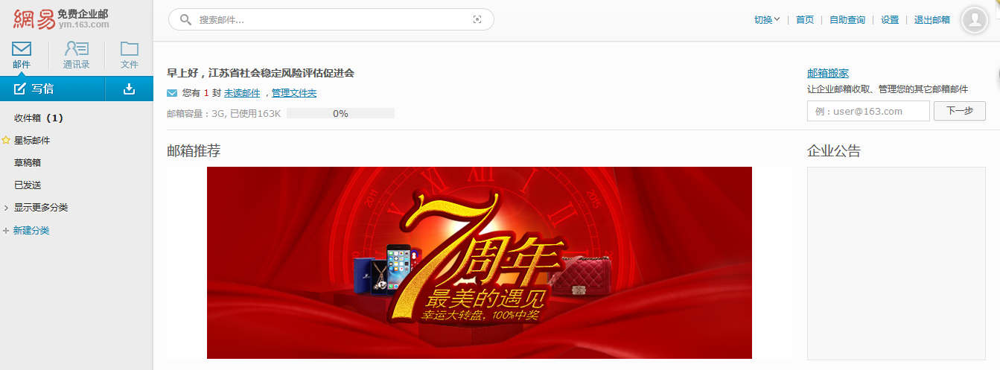 網易 免费企业邮
ym.163.com
搜索邮件...
切换 | 首页 | 自助查询 | 设置 | 退出邮箱
邮件 通讯录 文件
写信
收件箱 (1)
星标邮件
草稿箱
已发送
显示更多分类
新建分类
早上好，江苏省社会稳定风险评估促进会
您有 1 封 未读邮件 ，管理文件夹
邮箱容量：3G, 已使用163K 0%
邮箱搬家
让企业邮箱收取、管理您的其它邮箱邮件
例：user@163.com 下一步
邮箱推荐
XI XII I
2011 2015
II
7周年
最美的遇见
幸运大转盘，100%中奖
企业公告